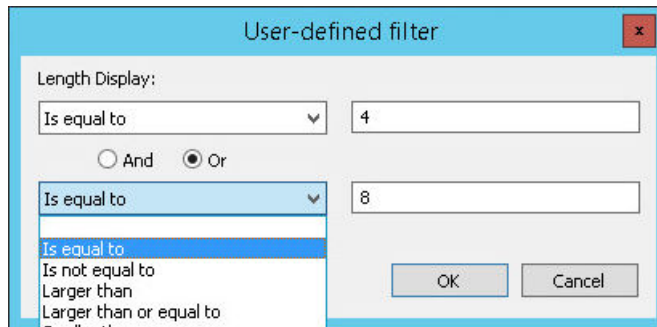 User-defined filter
x
Length Display:
Is equal to
4
And Or
Is equal to
8
Is equal to
Is not equal to
Larger than
Larger than or equal to
OK Cancel